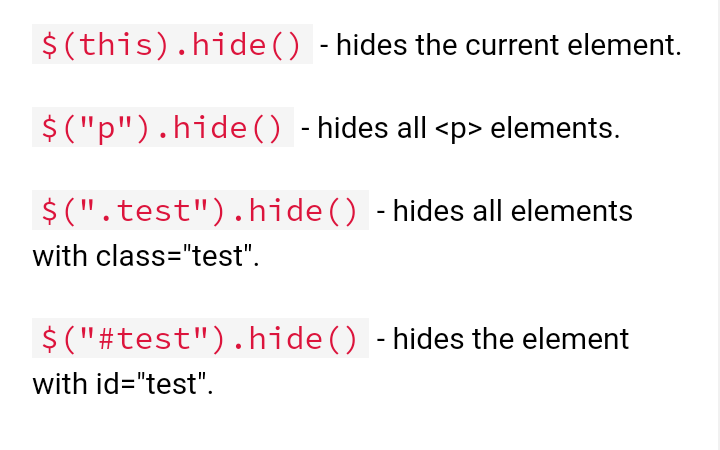 $(this).hide() - hides the current element.
$("p").hide() - hides all <p> elements.
$(".test").hide() - hides all elements
with class="test".
$("#test").hide() - hides the element
with id="test".